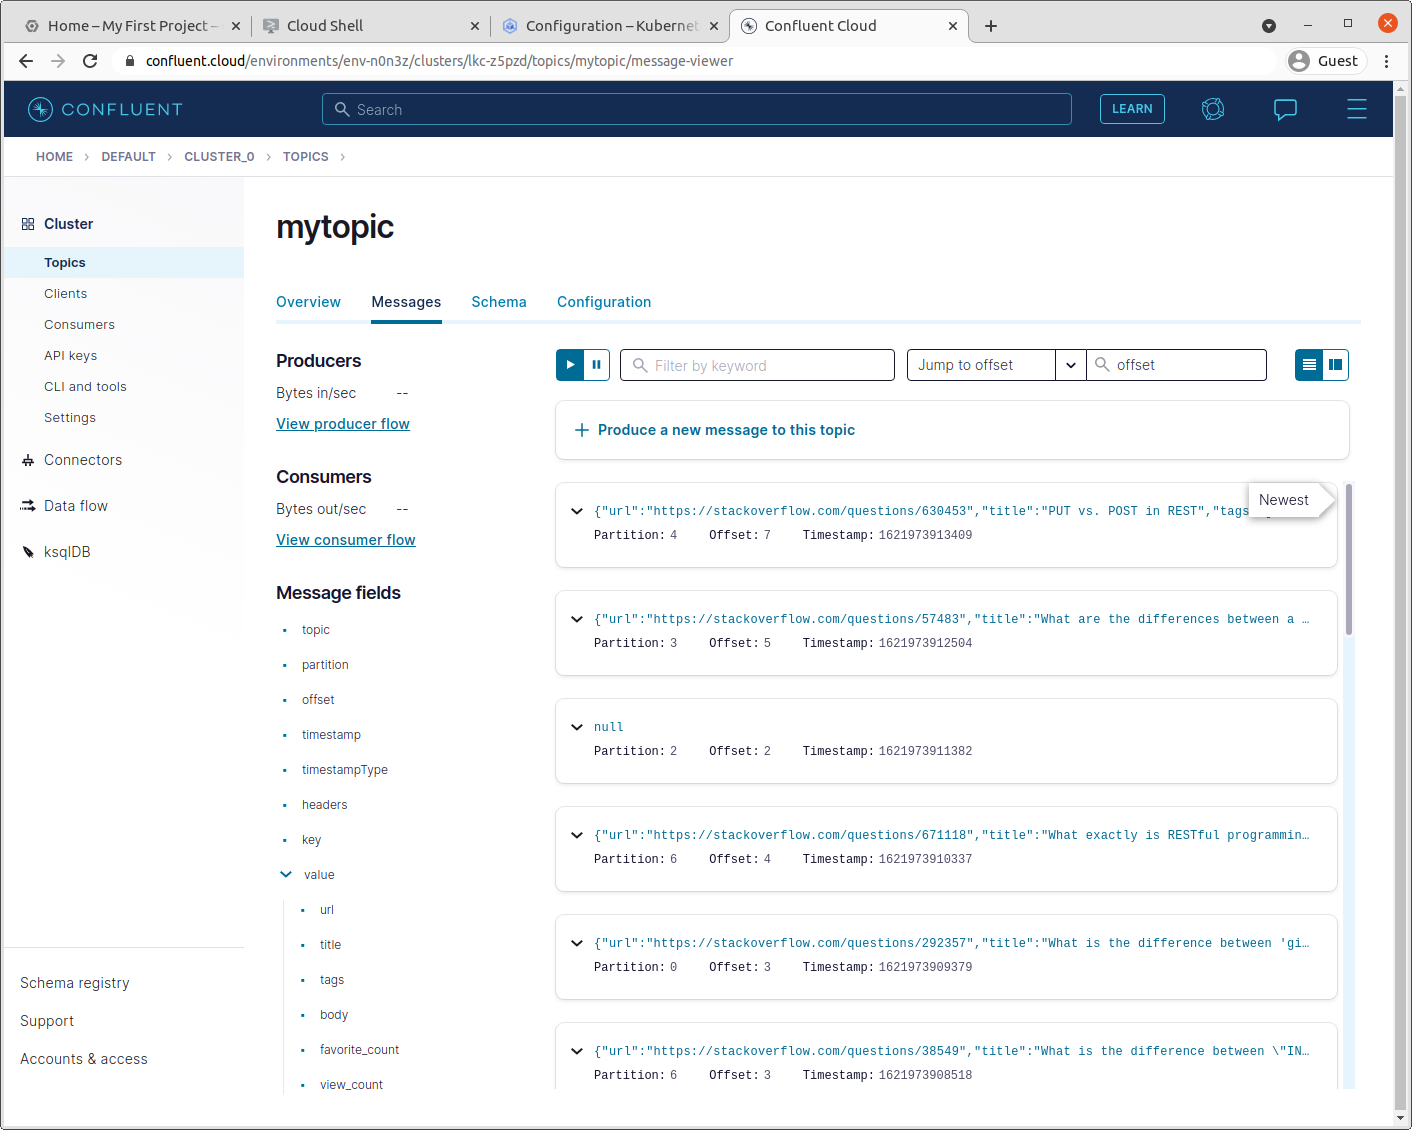 Home – My First Project –
Cloud Shell
Configuration – Kubernet
Confluent Cloud
confluent.cloud/environments/env-n0n3z/clusters/lkc-z5pzd/topics/mytopic/message-viewer
Guest
CONFLUENT
Search
LEARN
HOME > DEFAULT > CLUSTER_0 > TOPICS >
Cluster
Topics
Clients
Consumers
API keys
CLI and tools
Settings
Connectors
Data flow
ksqlDB
Schema registry
Support
Accounts & access
mytopic
Overview Messages Schema Configuration
Producers
Bytes in/sec --
View producer flow
Consumers
Bytes out/sec --
View consumer flow
Message fields
topic
partition
offset
timestamp
timestampType
headers
key
value
url
title
tags
body
favorite_count
view_count
Filter by keyword
Jump to offset
offset
Produce a new message to this topic
Newest
{"url":"https://stackoverflow.com/questions/630453","title":"PUT vs. POST in REST","tags
Partition: 4 Offset: 7 Timestamp: 1621973913409
{"url":"https://stackoverflow.com/questions/57483","title":"What are the differences between a …
Partition: 3 Offset: 5 Timestamp: 1621973912504
null
Partition: 2 Offset: 2 Timestamp: 1621973911382
{"url":"https://stackoverflow.com/questions/671118","title":"What exactly is RESTful programmin…
Partition: 6 Offset: 4 Timestamp: 1621973910337
{"url":"https://stackoverflow.com/questions/292357","title":"What is the difference between 'gi…
Partition: 0 Offset: 3 Timestamp: 1621973909379
{"url":"https://stackoverflow.com/questions/38549","title":"What is the difference between \"IN…
Partition: 6 Offset: 3 Timestamp: 1621973908518